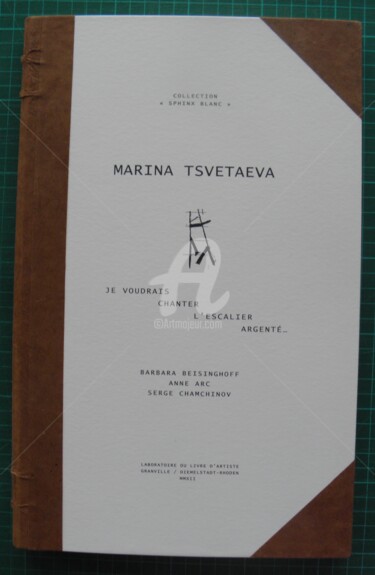 COLLECTION
« SPHINX BLANC »
MARINA TSVETAEVA
JE VOUDRAIS
CHANTER
L'ESCALIER
ARGENTÉ…
©Artmajeur.com
BARBARA BEISINGHOFF
ANNE ARC
SERGE CHAMCHINOV
LABORATOIRE DU LIVRE D'ARTISTE
GRANVILLE / DIEMELSTADT-RHODEN
MMXII